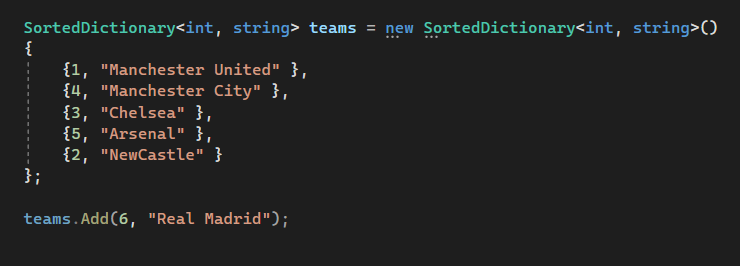 SortedDictionary<int, string> teams = new SortedDictionary<int, string>()
{
    {1, "Manchester United" },
    {4, "Manchester City" },
    {3, "Chelsea" },
    {5, "Arsenal" },
    {2, "NewCastle" }
};

teams.Add(6, "Real Madrid");